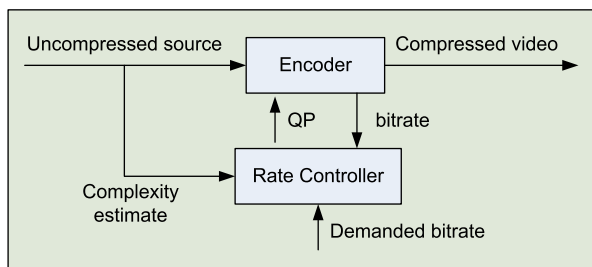 Uncompressed source
Compressed video
Encoder
QP
bitrate
Rate Controller
Complexity
estimate
Demanded bitrate